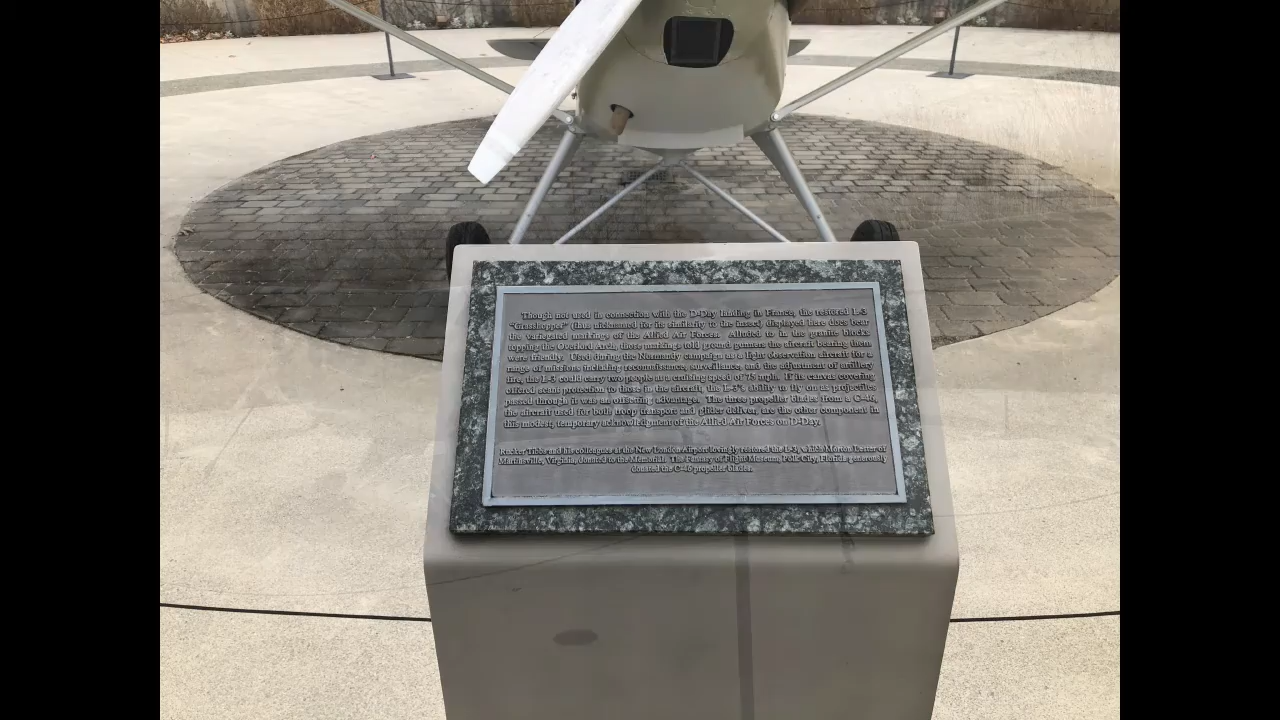 Though not used in connection with the D-Day landing in France, the restored L-3
"Grasshopper" (thus nicknamed for its similarity to the insect) displayed here does bear
the variegated markings of the Allied Air Forces. Alluded to in the granite blocks
topping the Overlord Arch, those markings told ground gunners the aircraft bearing them
were friendly. Used during the Normandy campaign as a light observation aircraft for a
range of missions including reconnaissance, surveillance, and the adjustment of artillery
fire, the L-3 could carry two people at a cruising speed of 75 mph. If its canvas covering
offered scant protection to those in the aircraft, the L-3's ability to fly on as projectiles
passed through it was an offsetting advantage. The three propeller blades from a C-46,
the aircraft used for both troop transport and glider deliver, are the other component in
this modest, temporary acknowledgment of the Allied Air Forces on D-Day.
Rucker Tibbs and his colleagues at the New London Airport lovingly restored the L-3, which Morton Lester of
Martinsville, Virginia, donated to the Memorial. The Fantasy of Flight Museum, Polk City, Florida generously
donated the C-46 propeller blades.